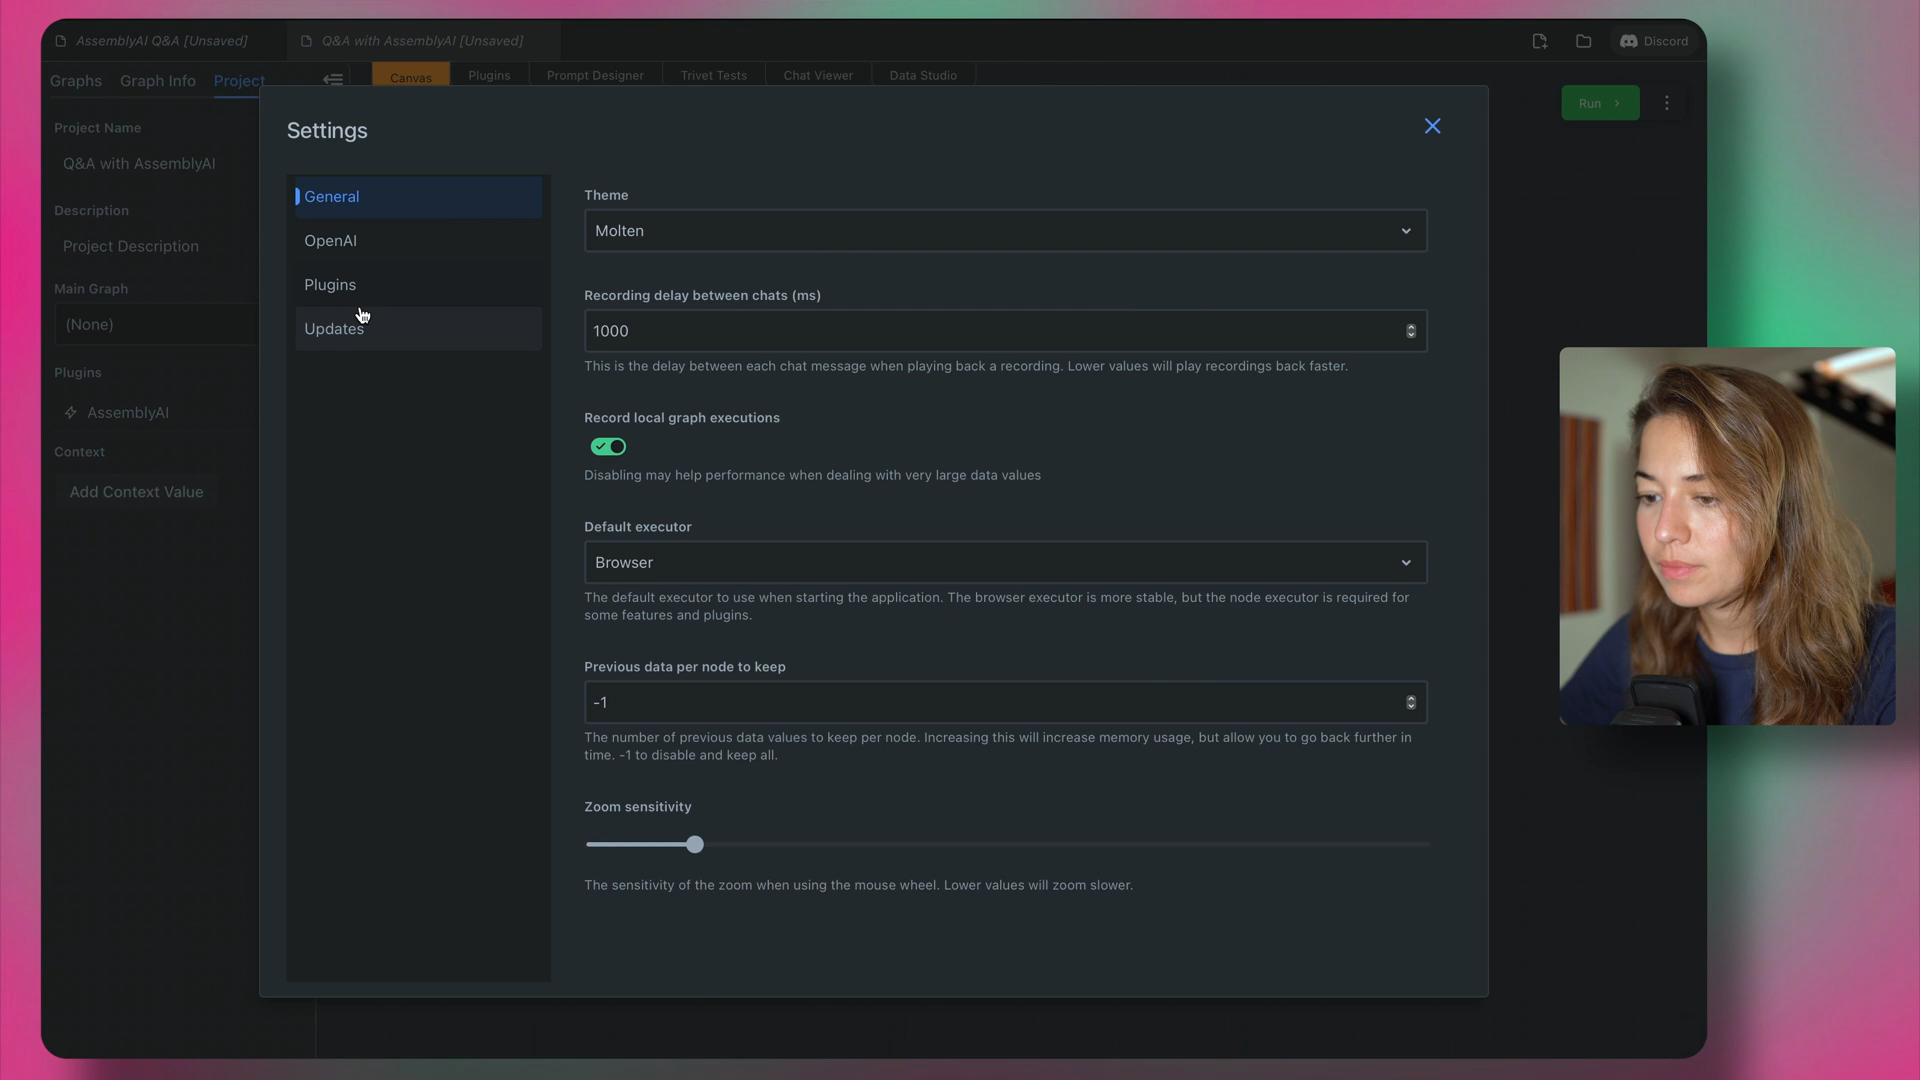 AssemblyAI Q&A [Unsaved]
Q&A with AssemblyAI [Unsaved]
Discord
Graphs
Graph Info
Project
Canvas
Plugins
Prompt Designer
Trivet Tests
Chat Viewer
Data Studio
Run
Project Name
Q&A with AssemblyAI
Description
Project Description
Main Graph
(None)
Plugins
AssemblyAI
Context
Add Context Value
Settings
General
OpenAI
Plugins
Updates
Theme
Molten
Recording delay between chats (ms)
1000
This is the delay between each chat message when playing back a recording. Lower values will play recordings back faster.
Record local graph executions
Disabling may help performance when dealing with very large data values
Default executor
Browser
The default executor to use when starting the application. The browser executor is more stable, but the node executor is required for
some features and plugins.
Previous data per node to keep
-1
The number of previous data values to keep per node. Increasing this will increase memory usage, but allow you to go back further in
time. -1 to disable and keep all.
Zoom sensitivity
The sensitivity of the zoom when using the mouse wheel. Lower values will zoom slower.